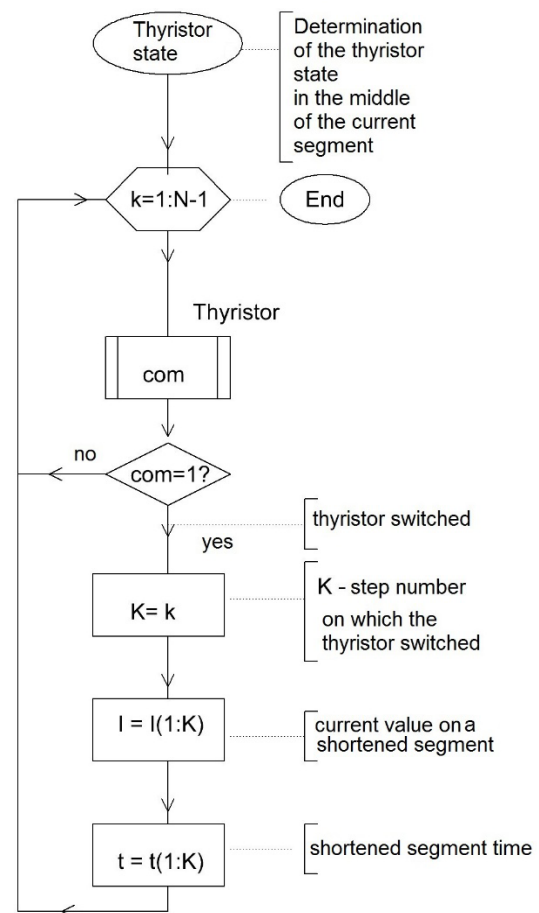 Thyristor
state
Determination
of the thyristor
state
in the middle
of the current
segment
k=1:N-1
End
Thyristor
com
no
com=1?
thyristor switched
yes
K= k
K - step number
on which the
thyristor switched
I = I(1:K)
current value on a
shortened segment
t = t(1:K)
shortened segment time